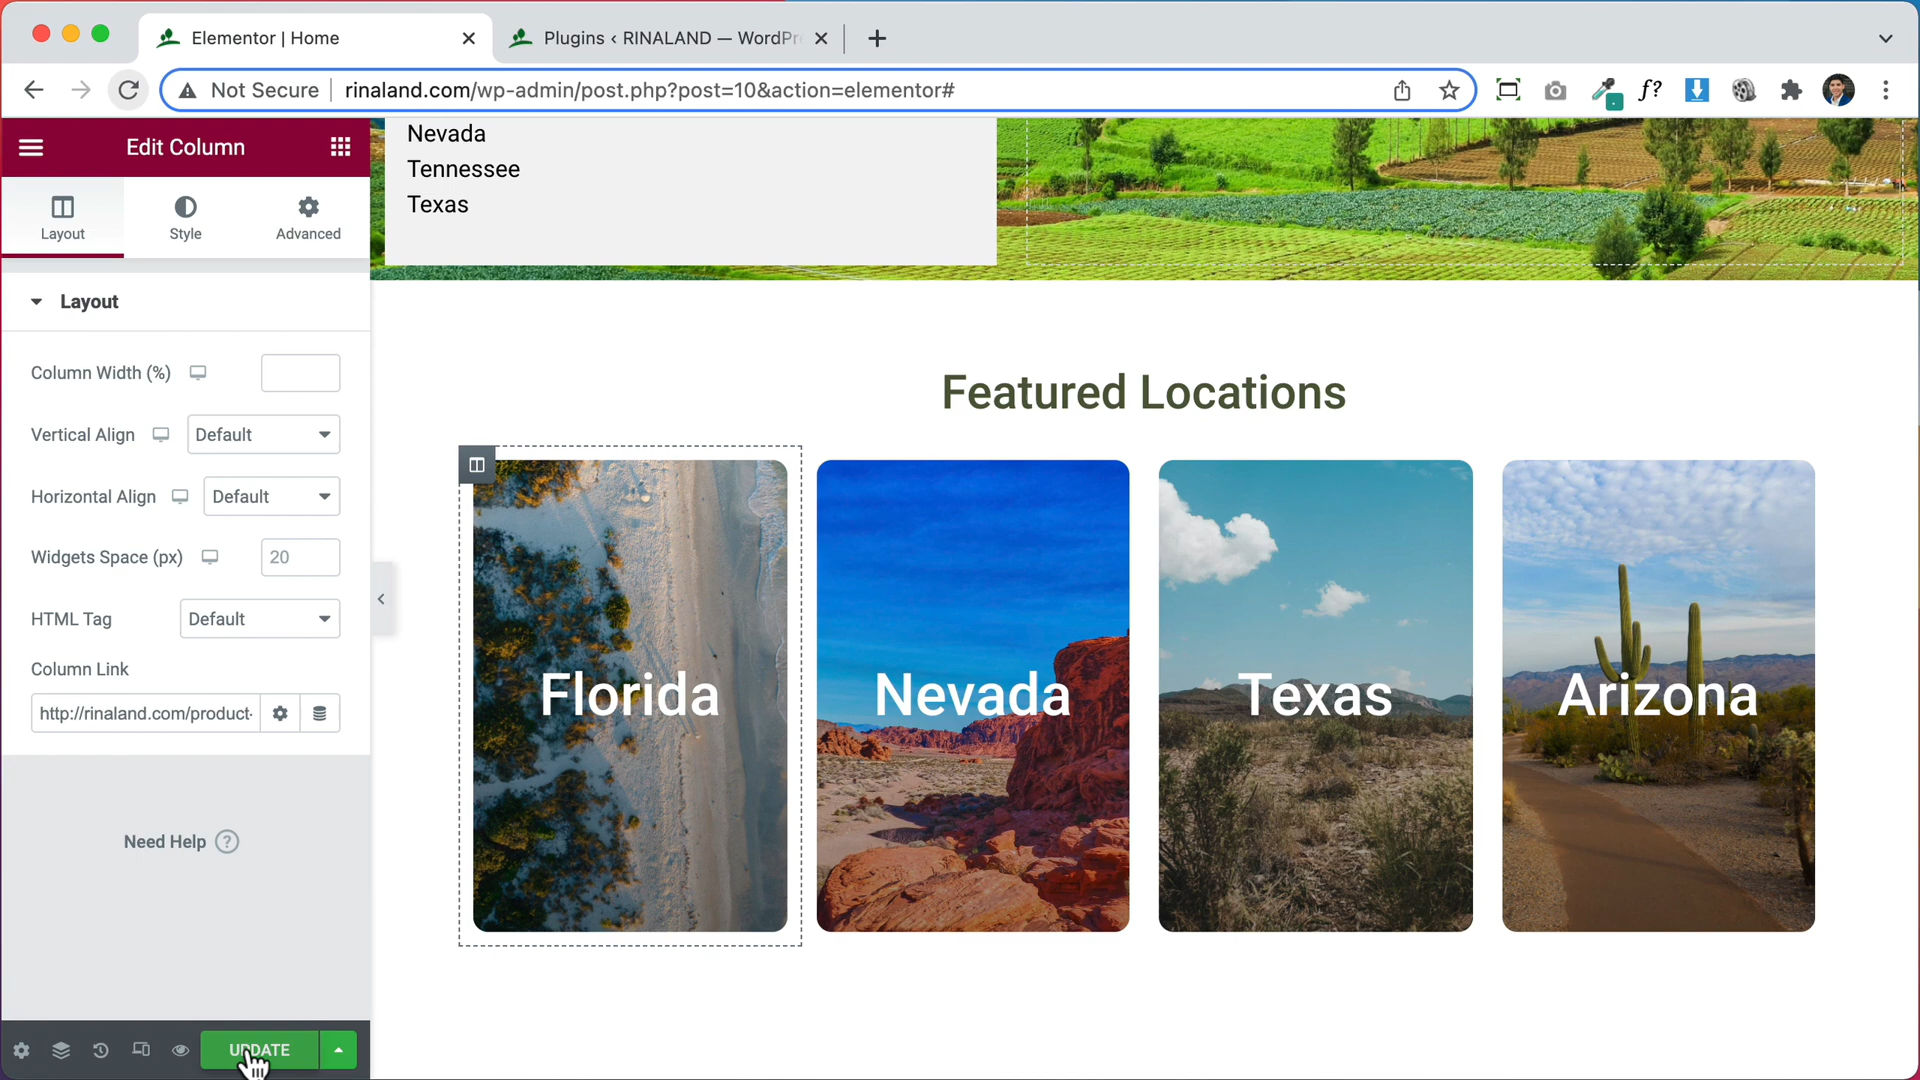 Elementor | Home
Plugins ‹ RINALAND — WordPr
Not Secure
rinaland.com/wp-admin/post.php?post=10&action=elementor#
f?
Edit Column
Layout
Style
Advanced
Layout
Column Width (%)
Vertical Align
Default
Horizontal Align
Default
Widgets Space (px)
20
HTML Tag
Default
Column Link
http://rinaland.com/product-
Need Help
?
UPDATE
Nevada
Tennessee
Texas
Featured Locations
Florida
Nevada
Texas
Arizona